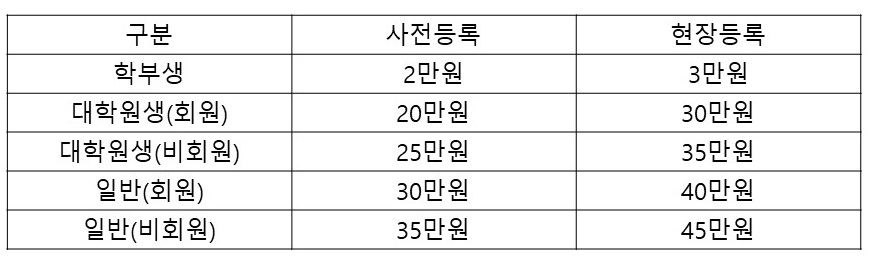 구분 사전등록 현장등록
학부생 2만원 3만원
대학원생(회원) 20만원 30만원
대학원생(비회원) 25만원 35만원
일반(회원) 30만원 40만원
일반(비회원) 35만원 45만원